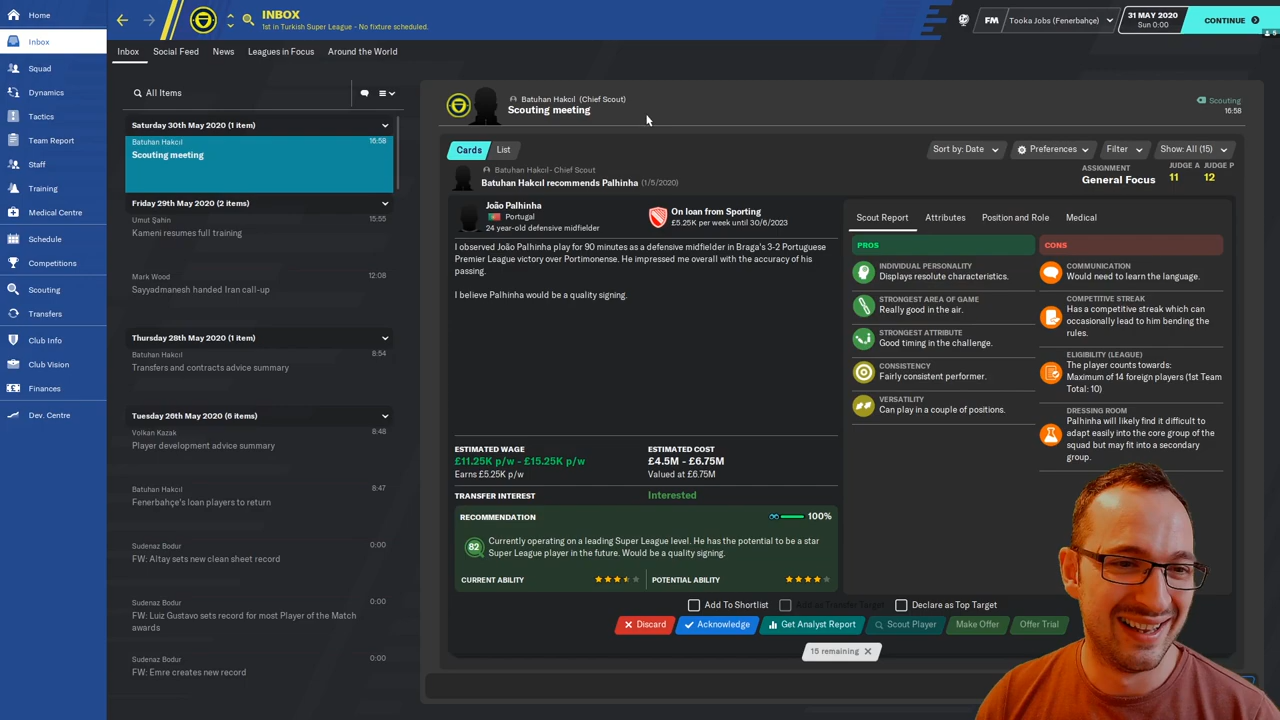 Home
Inbox
Squad
Dynamics
Tactics
Team Report
Staff
Training
Medical Centre
Schedule
Competitions
Scouting
Transfers
Club Info
Club Vision
Finances
Dev. Centre
INBOX
1st in Turkish Super League - No fixture scheduled.
FM
Tooka Jobs (Fenerbahçe)
31 MAY 2020
Sun 0:00
CONTINUE
5
Inbox
Social Feed
News
Leagues in Focus
Around the World
All Items
Saturday 30th May 2020 (1 item)
Batuhan Hakcıl
16:58
Scouting meeting
Friday 29th May 2020 (2 items)
Umut Şahin
15:55
Kameni resumes full training
Mark Wood
12:08
Sayyadmanesh handed Iran call-up
Thursday 28th May 2020 (1 item)
Batuhan Hakcıl
8:54
Transfers and contracts advice summary
Tuesday 26th May 2020 (6 items)
Volkan Kazak
8:48
Player development advice summary
Batuhan Hakcıl
8:47
Fenerbahçe's loan players to return
Sudenaz Bodur
0:00
FW: Altay sets new clean sheet record
Sudenaz Bodur
0:00
FW: Luiz Gustavo sets record for most Player of the Match
awards
Sudenaz Bodur
0:00
FW: Emre creates new record
Batuhan Hakcıl (Chief Scout)
Scouting meeting
Scouting
16:58
Cards
List
Sort by: Date
Preferences
Filter
Show: All (15)
Batuhan Hakcıl- Chief Scout
Batuhan Hakcıl recommends Palhinha (1/5/2020)
ASSIGNMENT
General Focus
JUDGE A
11
JUDGE P
12
João Palhinha
Portugal
24 year-old defensive midfielder
On loan from Sporting
£5.25K per week until 30/6/2023
I observed João Palhinha play for 90 minutes as a defensive midfielder in Braga's 3-2 Portuguese
Premier League victory over Portimonense. He impressed me overall with the accuracy of his
passing.
I believe Palhinha would be a quality signing.
ESTIMATED WAGE
£11.25K p/w - £15.25K p/w
Earns £5.25K p/w
ESTIMATED COST
£4.5M - £6.75M
Valued at £6.75M
TRANSFER INTEREST
Interested
RECOMMENDATION
100%
82
Currently operating on a leading Super League level. He has the potential to be a star
Super League player in the future. Would be a quality signing.
CURRENT ABILITY
POTENTIAL ABILITY
Scout Report
Attributes
Position and Role
Medical
PROS
INDIVIDUAL PERSONALITY
Displays resolute characteristics.
STRONGEST AREA OF GAME
Really good in the air.
STRONGEST ATTRIBUTE
Good timing in the challenge.
CONSISTENCY
Fairly consistent performer.
VERSATILITY
Can play in a couple of positions.
CONS
COMMUNICATION
Would need to learn the language.
COMPETITIVE STREAK
Has a competitive streak which can
occasionally lead to him bending the
rules.
ELIGIBILITY (LEAGUE)
The player counts towards:
Maximum of 14 foreign players (1st Team
Total: 10)
DRESSING ROOM
Palhinha will likely find it difficult to
adapt easily into the core group of the
squad but may fit into a secondary
group.
Add To Shortlist
Add as Transfer Target
Declare as Top Target
Discard
Acknowledge
Get Analyst Report
Scout Player
Make Offer
Offer Trial
15 remaining